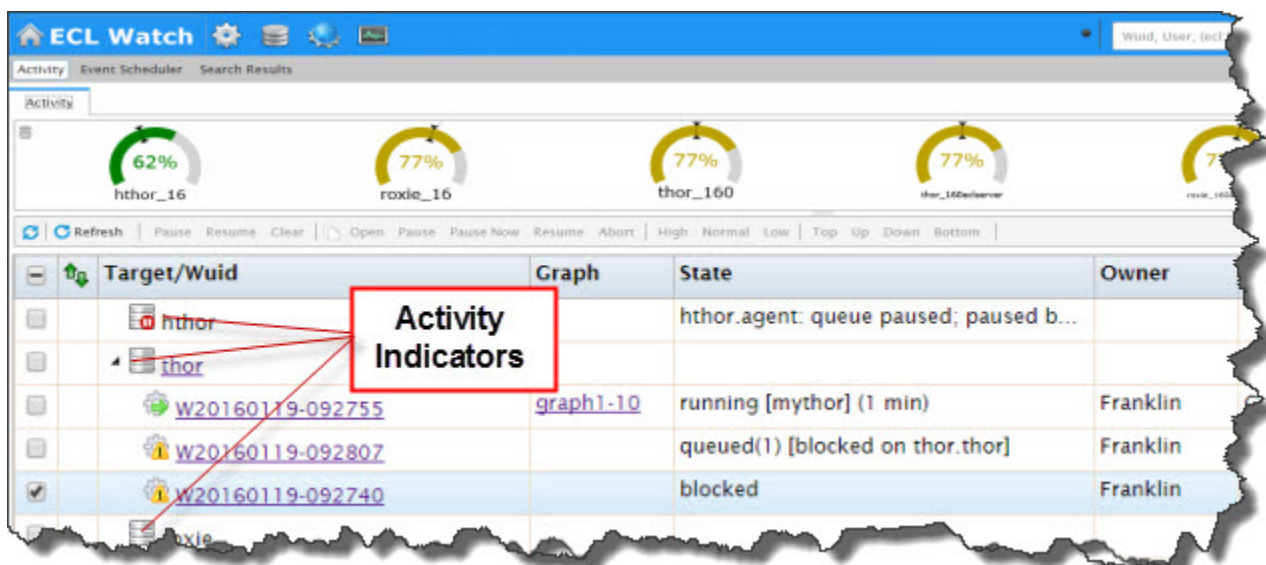 ECL Watch
Wuid, User, (ecl
Activity Event Scheduler Search Results
Activity
62% 77% 77% 77%
hthor_16 roxie_16 thor_160 thor_160eclserver
Refresh Pause Resume Clear Open Pause Pause Now Resume Abort High Normal Low Top Up Down Bottom
Target/Wuid Graph State Owner
hthor hthor.agent: queue paused; paused b...
Activity Indicators
thor
W20160119-092755 graph1-10 running [mythor] (1 min) Franklin
W20160119-092807 queued(1) [blocked on thor.thor] Franklin
W20160119-092740 blocked Franklin
roxie